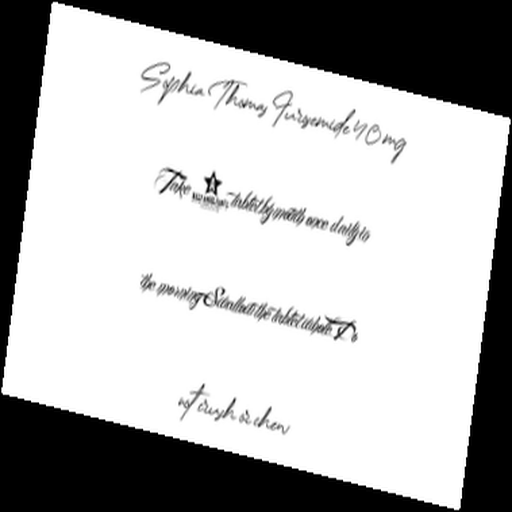 Sophia Thomas Furosemide 40 mg
Take tablet by mouth once daily in
the morning Swallow the tablet whole. Do
not crush or chew